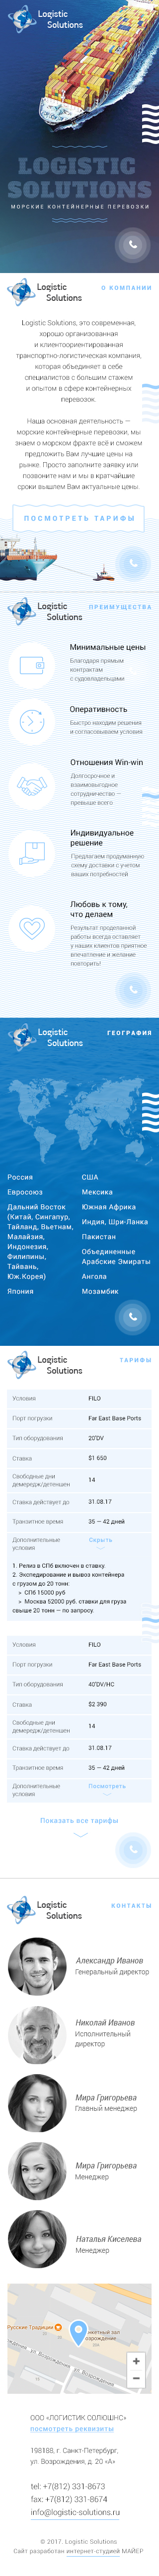 Logistic
Solutions
LOGISTIC
SOLUTIONS
МОРСКИЕ КОНТЕЙНЕРНЫЕ ПЕРЕВОЗКИ
Logistic
Solutions
О КОМПАНИИ
Logistic Solutions, это современная,
хорошо организованная
и клиентоориентированная
транспортно-логистическая компания,
которая объединяет в себе
специалистов с большим стажем
и опытом в сфере контейнерных
перевозок.
Наша основная деятельность —
морские контейнерные перевозки, мы
знаем о морском фрахте всё и сможем
предложить Вам лучшие цены на
рынке. Просто заполните заявку или
позвоните нам и мы в кратчайшие
сроки вышлем Вам актуальные цены.
ПОСМОТРЕТЬ ТАРИФЫ
Logistic
Solutions
ПРЕИМУЩЕСТВА
Минимальные цены
Благодаря прямым
контрактам
с судовладельцами
Оперативность
Быстро находим решения
и согласовываем условия
Отношения Win-win
Долгосрочное и
взаимовыгодное
сотрудничество —
превыше всего
Индивидуальное
решение
Предлагаем продуманную
схему доставки с учетом
ваших потребностей
Любовь к тому,
что делаем
Результат проделанной
работы всегда оставляет
у наших клиентов приятное
впечатление и желание
повторить!
Logistic
Solutions
ГЕОГРАФИЯ
Россия
Евросоюз
Дальний Восток
(Китай, Сингапур,
Тайланд, Вьетнам,
Малайзия,
Индонезия,
Филипины,
Тайвань,
Юж.Корея)
Япония
США
Мексика
Южная Африка
Индия, Шри-Ланка
Пакистан
Объединенные
Арабские Эмираты
Ангола
Мозамбик
Logistic
Solutions
ТАРИФЫ
Условия FILO
Порт погрузки Far East Base Ports
Тип оборудования 20'DV
Ставка $1 650
Свободные дни
демередж/детеншен 14
Ставка действует до 31.08.17
Транзитное время 35 — 42 дней
Дополнительные
условия Скрыть
1. Релиз в СПб включен в ставку.
2. Экспедирование и вывоз контейнера
с грузом до 20 тонн:
» СПб 15000 руб
» Москва 52000 руб. ставки для груза
свыше 20 тонн — по запросу.
Условия FILO
Порт погрузки Far East Base Ports
Тип оборудования 40'DV/HC
Ставка $2 390
Свободные дни
демередж/детеншен 14
Ставка действует до 31.08.17
Транзитное время 35 — 42 дней
Дополнительные
условия Посмотреть
Показать все тарифы
Logistic
Solutions
КОНТАКТЫ
Александр Иванов
Генеральный директор
Николай Иванов
Исполнительный
директор
Мира Григорьева
Главный менеджер
Мира Григорьева
Менеджер
Наталья Киселева
Менеджер
Русские Традиции
ул. Возрождения
ул. Возрождения
ООО «ЛОГИСТИК СОЛЮШНС»
посмотреть реквизиты
198188, г. Санкт-Петербург,
ул. Возрождения, д. 20 «А»
tel: +7(812) 331-8673
fax: +7(812) 331-8674
info@logistic-solutions.ru
© 2017. Logistic Solutions
Сайт разработан интернет-студией МАЙЕР